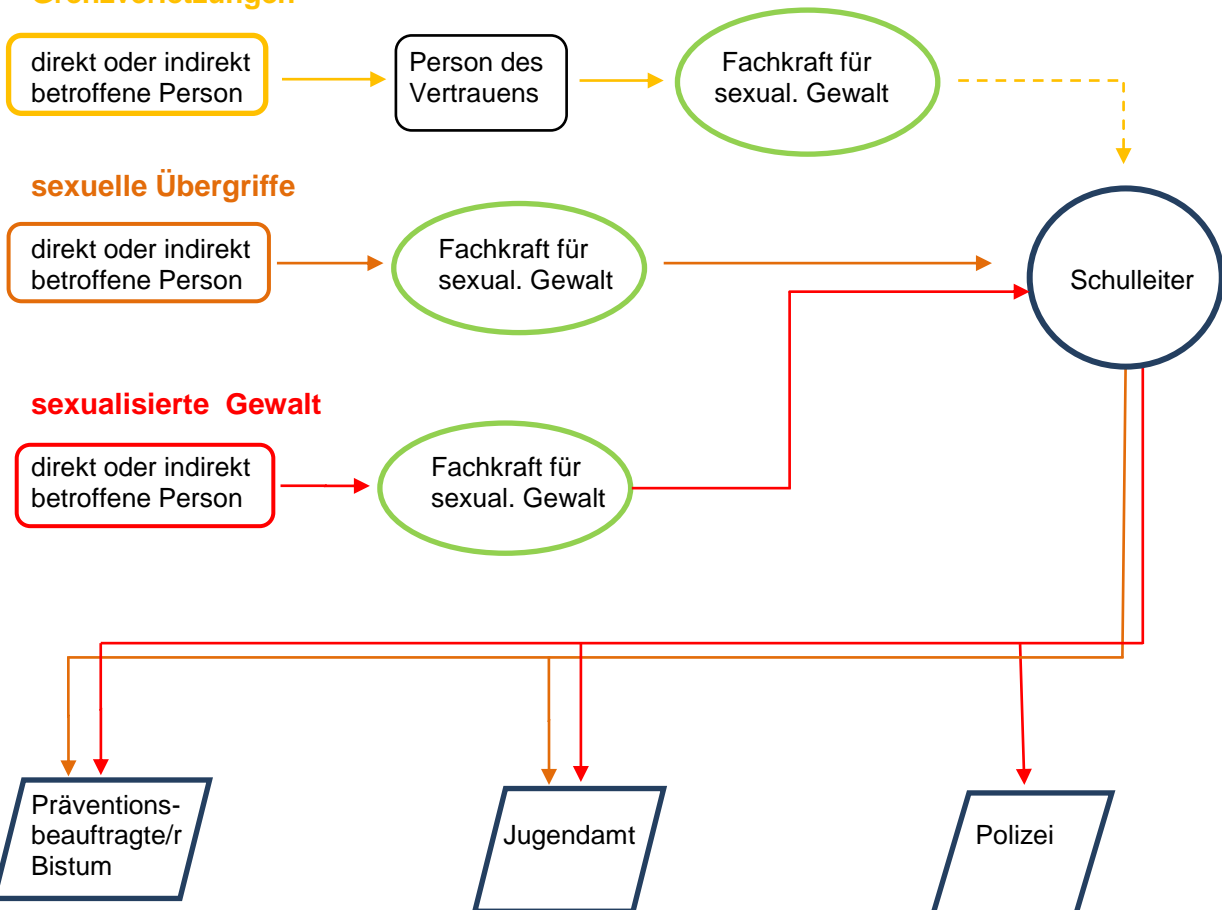 Grenzverletzungen
direkt oder indirekt
betroffene Person
Person des
Vertrauens
Fachkraft für
sexual. Gewalt
sexuelle Übergriffe
direkt oder indirekt
betroffene Person
Fachkraft für
sexual. Gewalt
Schulleiter
sexualisierte Gewalt
direkt oder indirekt
betroffene Person
Fachkraft für
sexual. Gewalt
Präventions-
beauftragte/r
Bistum
Jugendamt
Polizei